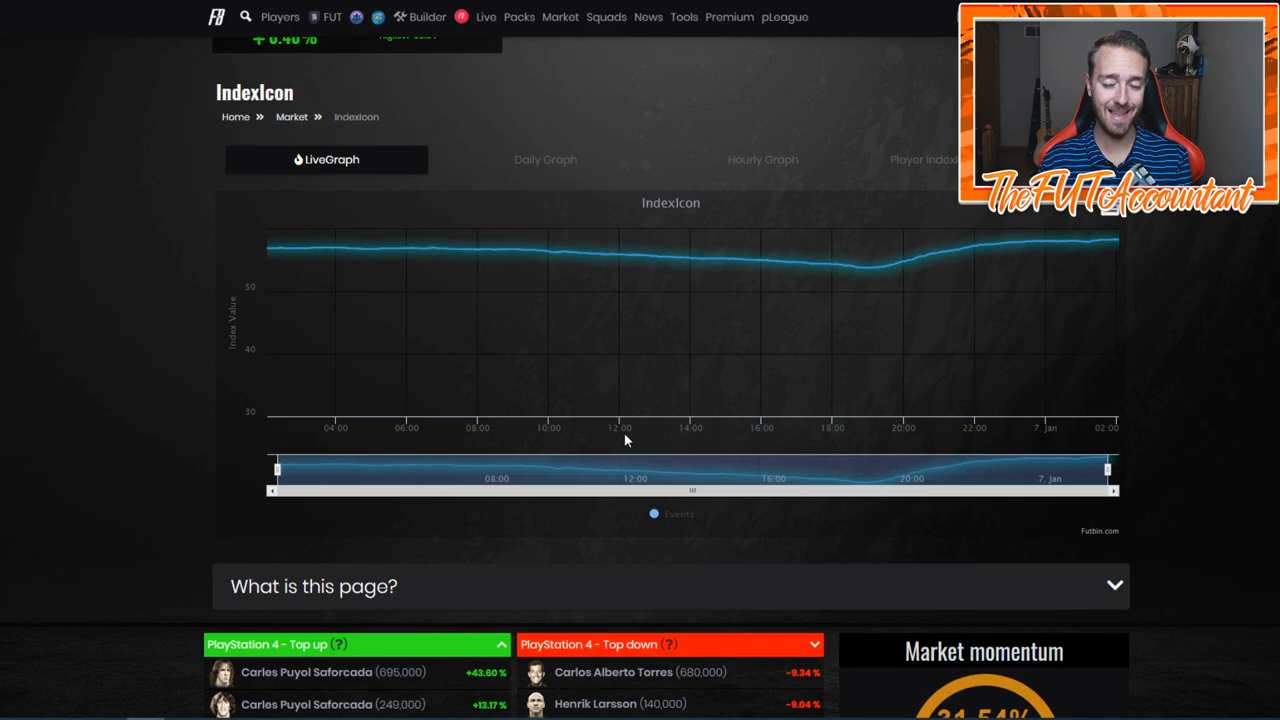 FB Players FUT Builder Live Packs Market Squads News Tools Premium pLeague
+ 0.40%
IndexIcon
Home » Market » IndexIcon
LiveGraph Daily Graph Hourly Graph Player Index
TheFUTAccountant
IndexIcon
Index Value
50
40
30
04:00 06:00 08:00 10:00 12:00 14:00 16:00 18:00 20:00 22:00 7. Jan 02:00
08:00 12:00 16:00 20:00 7. Jan
Events
Futbin.com
What is this page?
PlayStation 4 - Top up (?)
Carles Puyol Saforcada (695,000) +43.60 %
Carles Puyol Saforcada (249,000) +13.17 %
PlayStation 4 - Top down (?)
Carlos Alberto Torres (680,000) -9.34 %
Henrik Larsson (140,000) -9.04 %
Market momentum
31.54%